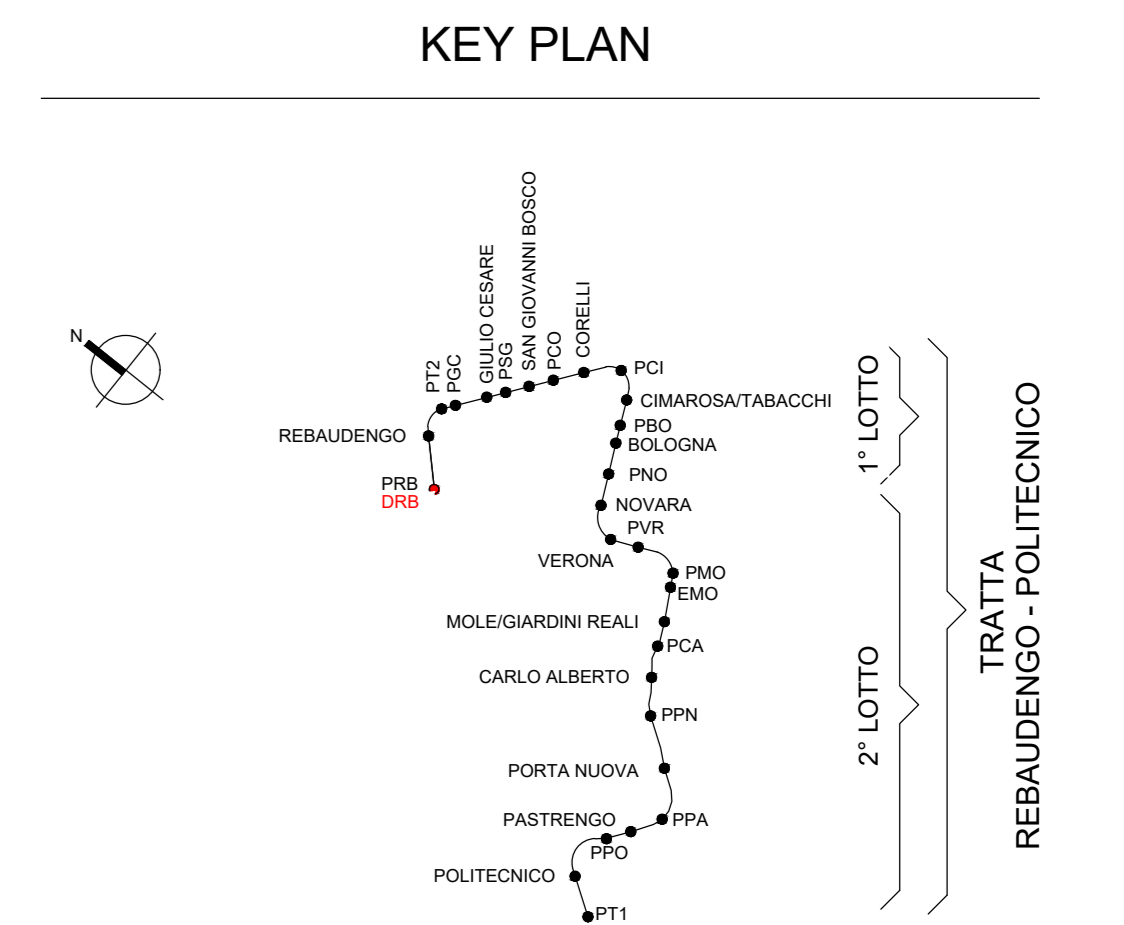 KEY PLAN
N
PT2
PGC
GIULIO CESARE
PSG
SAN GIOVANNI BOSCO
PCO
CORELLI
PCI
CIMAROSA/TABACCHI
REBAUDENGO
PBO
BOLOGNA
PRB
DRB
PNO
NOVARA
PVR
VERONA
PMO
EMO
MOLE/GIARDINI REALI
PCA
CARLO ALBERTO
PPN
PORTA NUOVA
PASTRENGO
PPA
PPO
POLITECNICO
PT1
1° LOTTO
2° LOTTO
TRATTA
REBAUDENGO - POLITECNICO